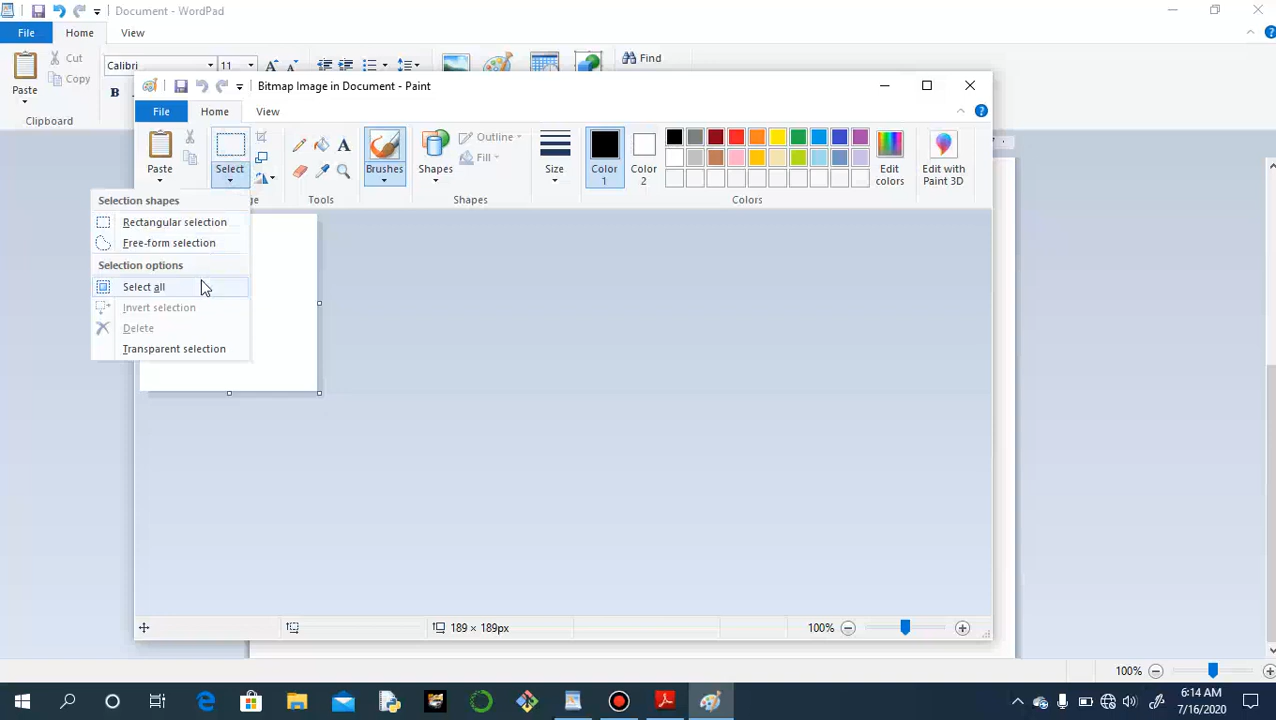 Document - WordPad
File Home View
Paste Cut Copy Calibri 11 Find
B
Clipboard
Bitmap Image in Document - Paint
File Home View
Paste Select Brushes Shapes Outline Fill Size Color 1 Color 2 Edit colors Edit with Paint 3D
Tools Shapes Colors
Selection shapes
Rectangular selection
Free-form selection
Selection options
Select all
Invert selection
Delete
Transparent selection
189 × 189px 100%
100%
6:14 AM
7/16/2020